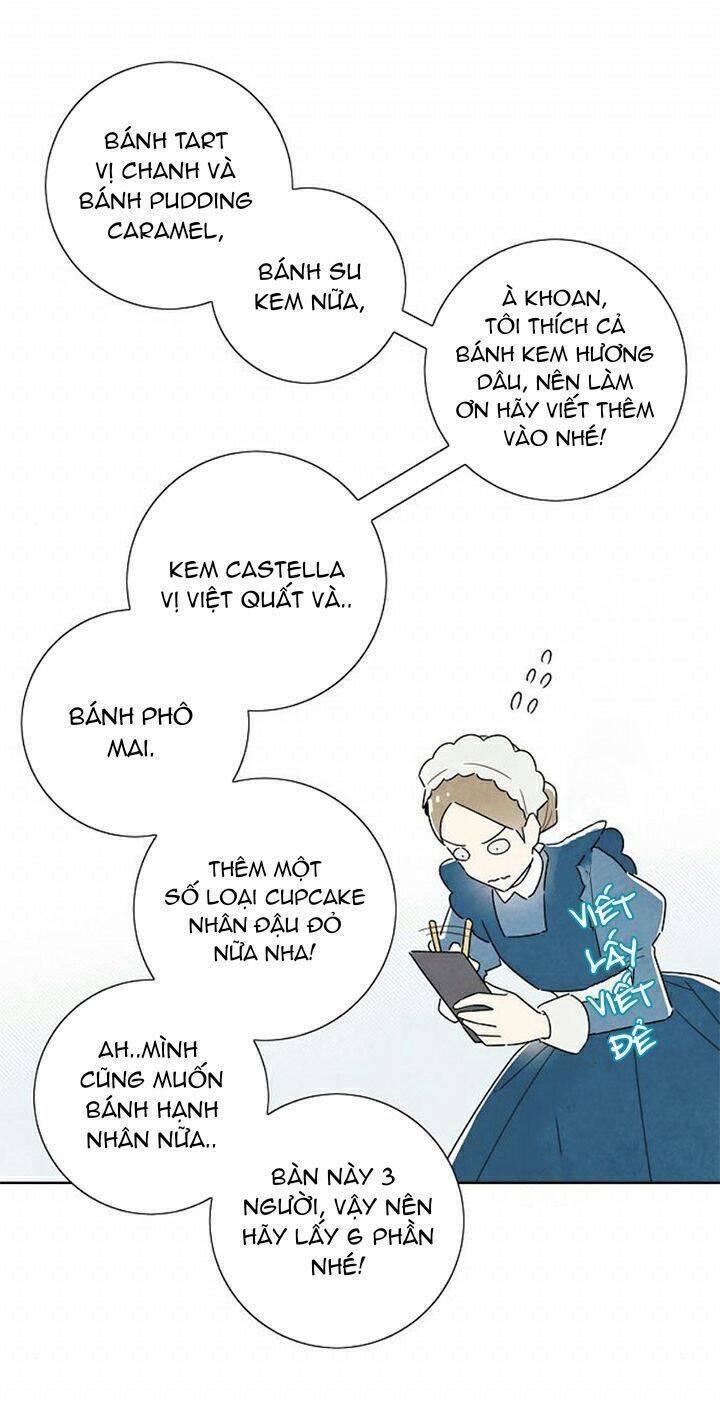 BÁNH TART
VỊ CHANH VÀ
BÁNH PUDDING
CARAMEL,
BÁNH SU
KEM NỮA,
À KHOAN,
TÔI THÍCH CẢ
BÁNH KEM HƯƠNG
DÂU, NÊN LÀM
ƠN HÃY VIẾT THÊM
VÀO NHÉ!
KEM CASTELLA
VỊ VIỆT QUẤT VÀ..
BÁNH PHÔ
MAI.
THÊM MỘT
SỐ LOẠI CUPCAKE
NHÂN ĐẬU ĐỎ
NỮA NHA!
VIẾT
LẤY
VIẾT
ĐỂ
AH..MÌNH
CŨNG MUỐN
BÁNH HẠNH
NHÂN NỮA..
BÀN NÀY 3
NGƯỜI, VẬY NÊN
HÃY LẤY 6 PHẦN
NHÉ!